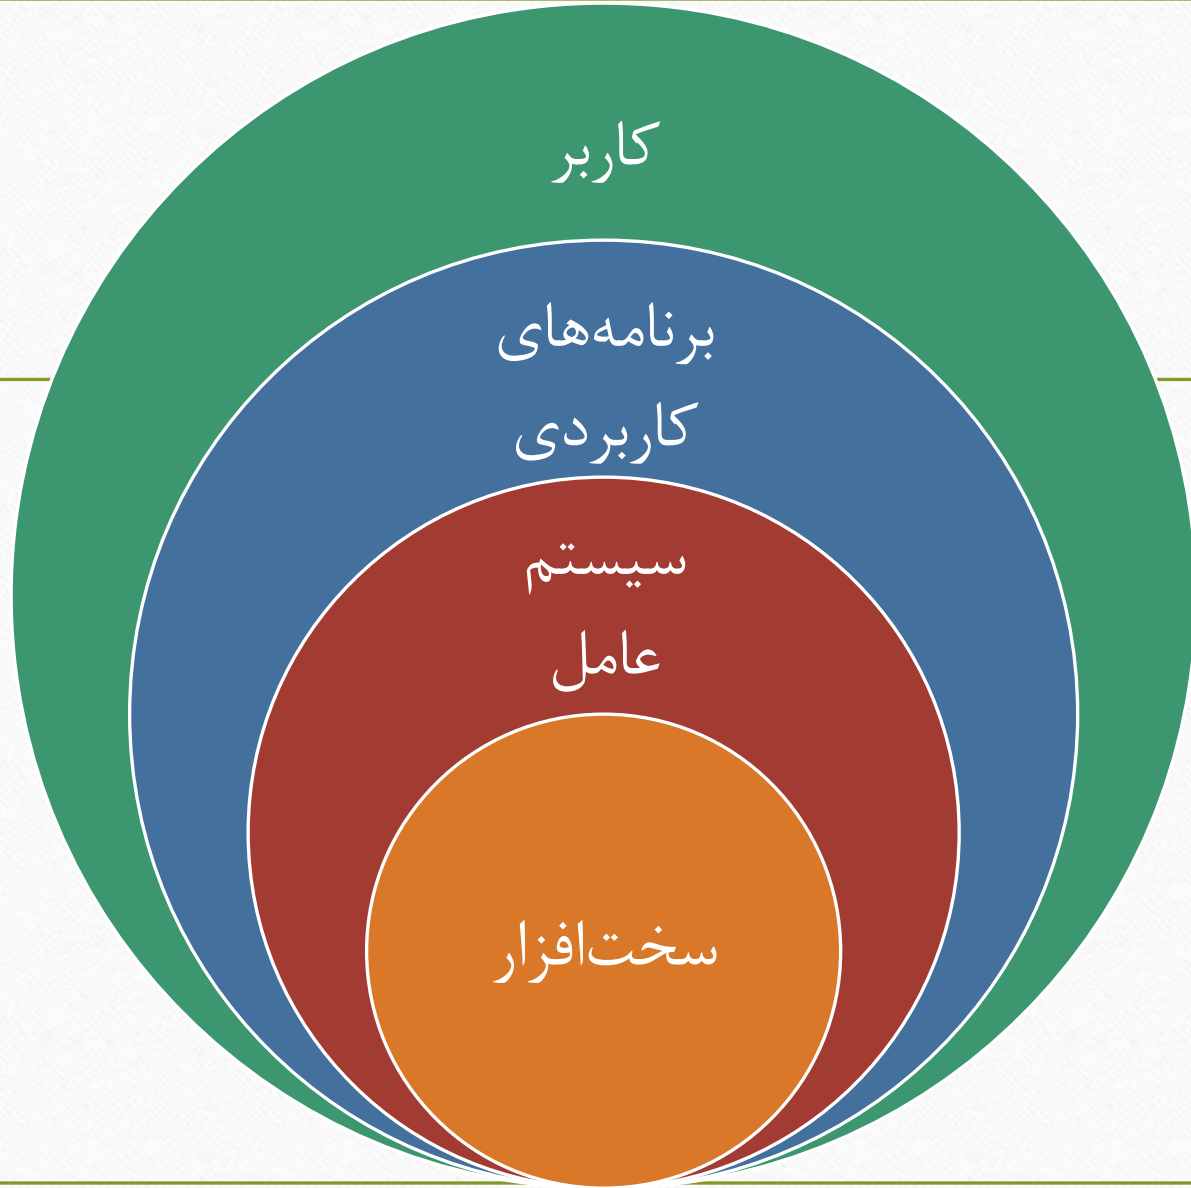 کاربر
برنامه‌های
کاربردی
سیستم
عامل
سخت‌افزار